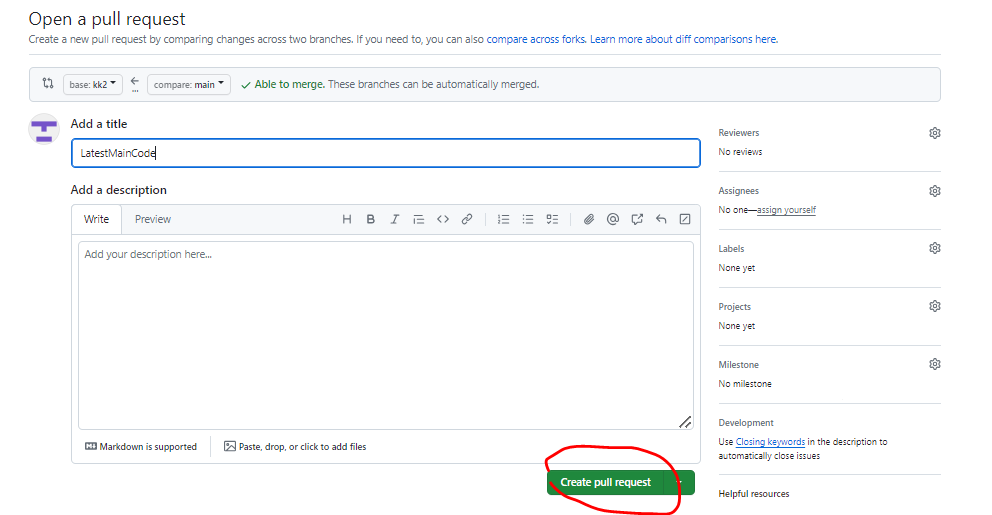 Open a pull request
Create a new pull request by comparing changes across two branches. If you need to, you can also compare across forks. Learn more about diff comparisons here.
base: kk2
compare: main
Able to merge. These branches can be automatically merged.
Add a title
LatestMainCode
Add a description
Write Preview
Add your description here...
Markdown is supported
Paste, drop, or click to add files
Create pull request
Reviewers
No reviews
Assignees
No one—assign yourself
Labels
None yet
Projects
None yet
Milestone
No milestone
Development
Use Closing keywords in the description to
automatically close issues
Helpful resources